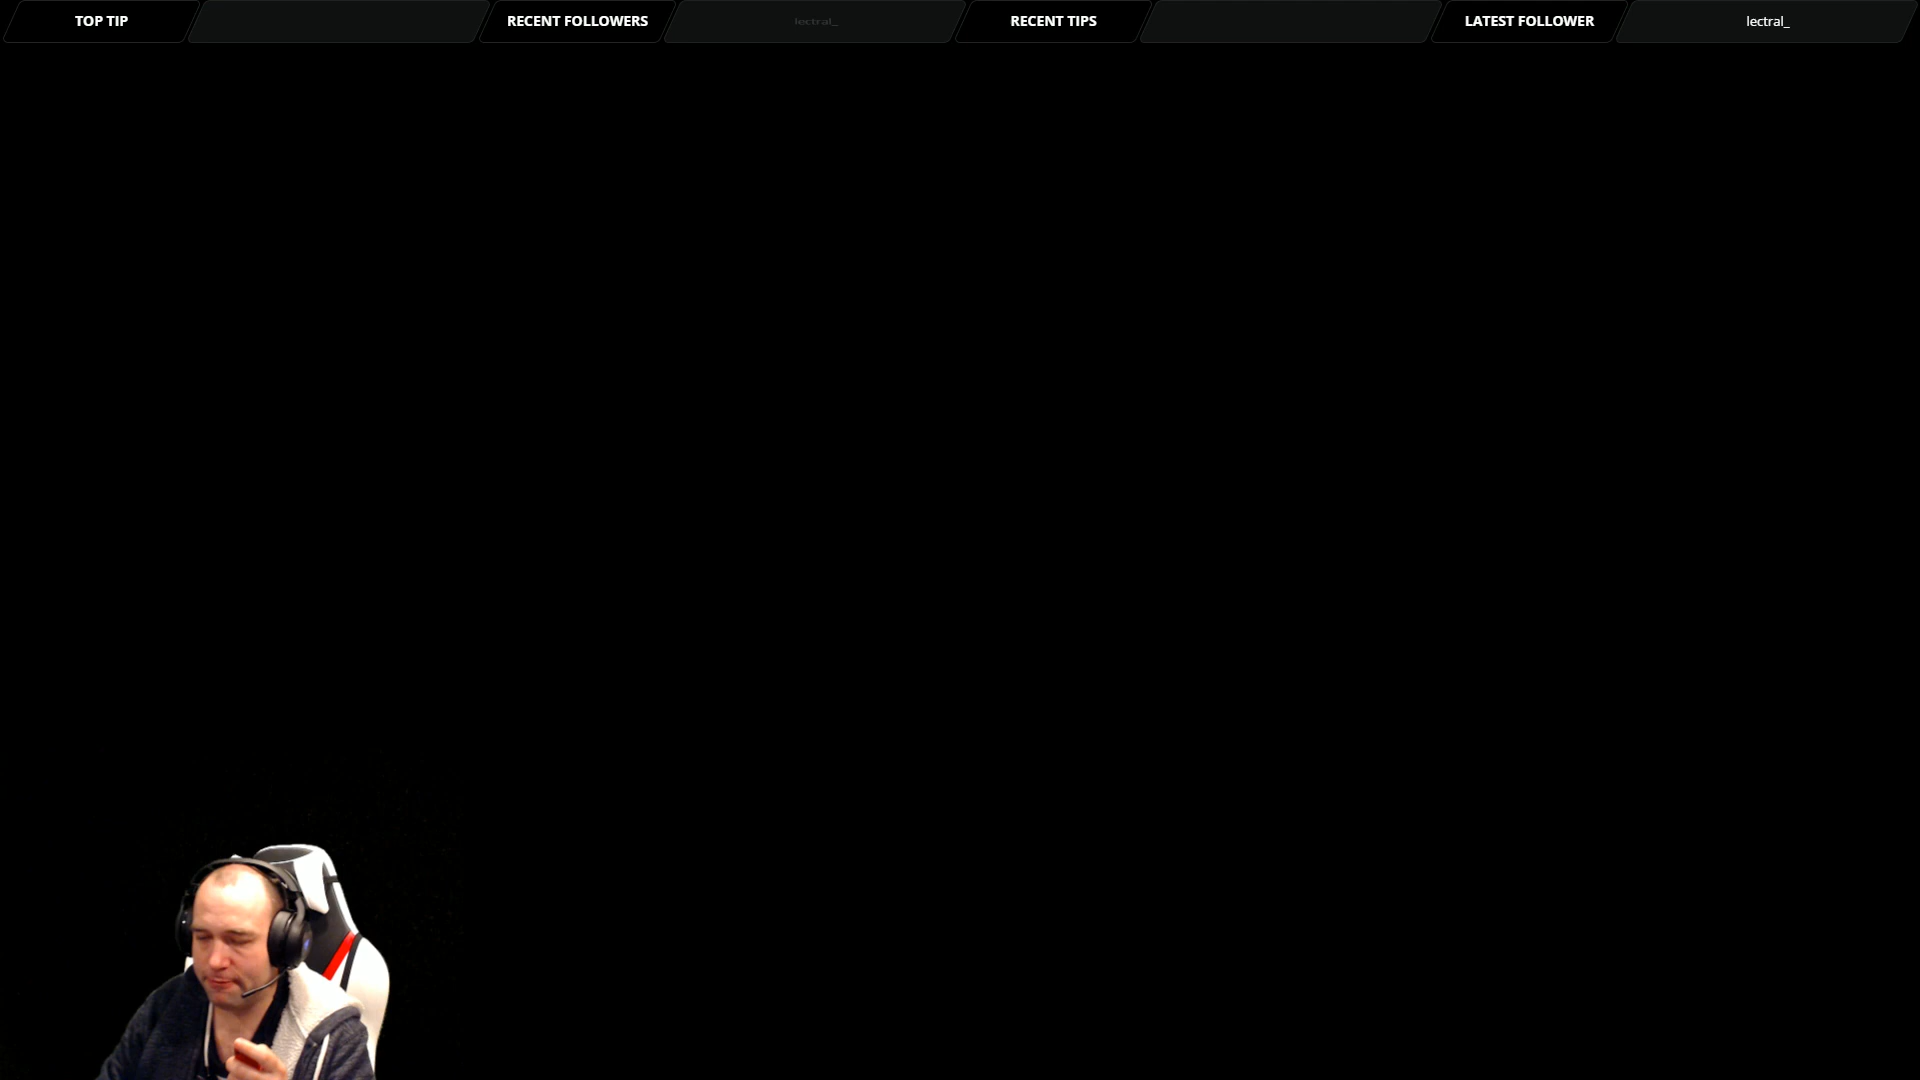 TOP TIP
RECENT FOLLOWERS
lectral_
RECENT TIPS
LATEST FOLLOWER
lectral_